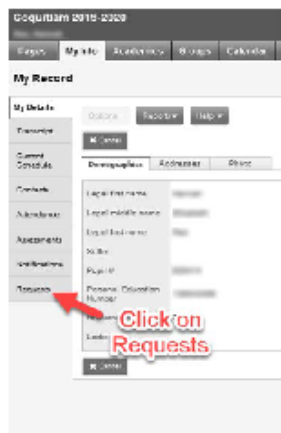 Coquitlam 2019-2020
Pages My Info Academics Groups Calendar
My Record
My Details
Transcript
Current
Schedule
Contacts
Attendance
Assessments
Notifications
Requests
Options Reports Help
Cancel
Demographics Addresses Photo
Legal first name
Legal middle name
Legal last name
Suffix
Pupil #
Personal Education
Number
Click on
Requests
Cancel